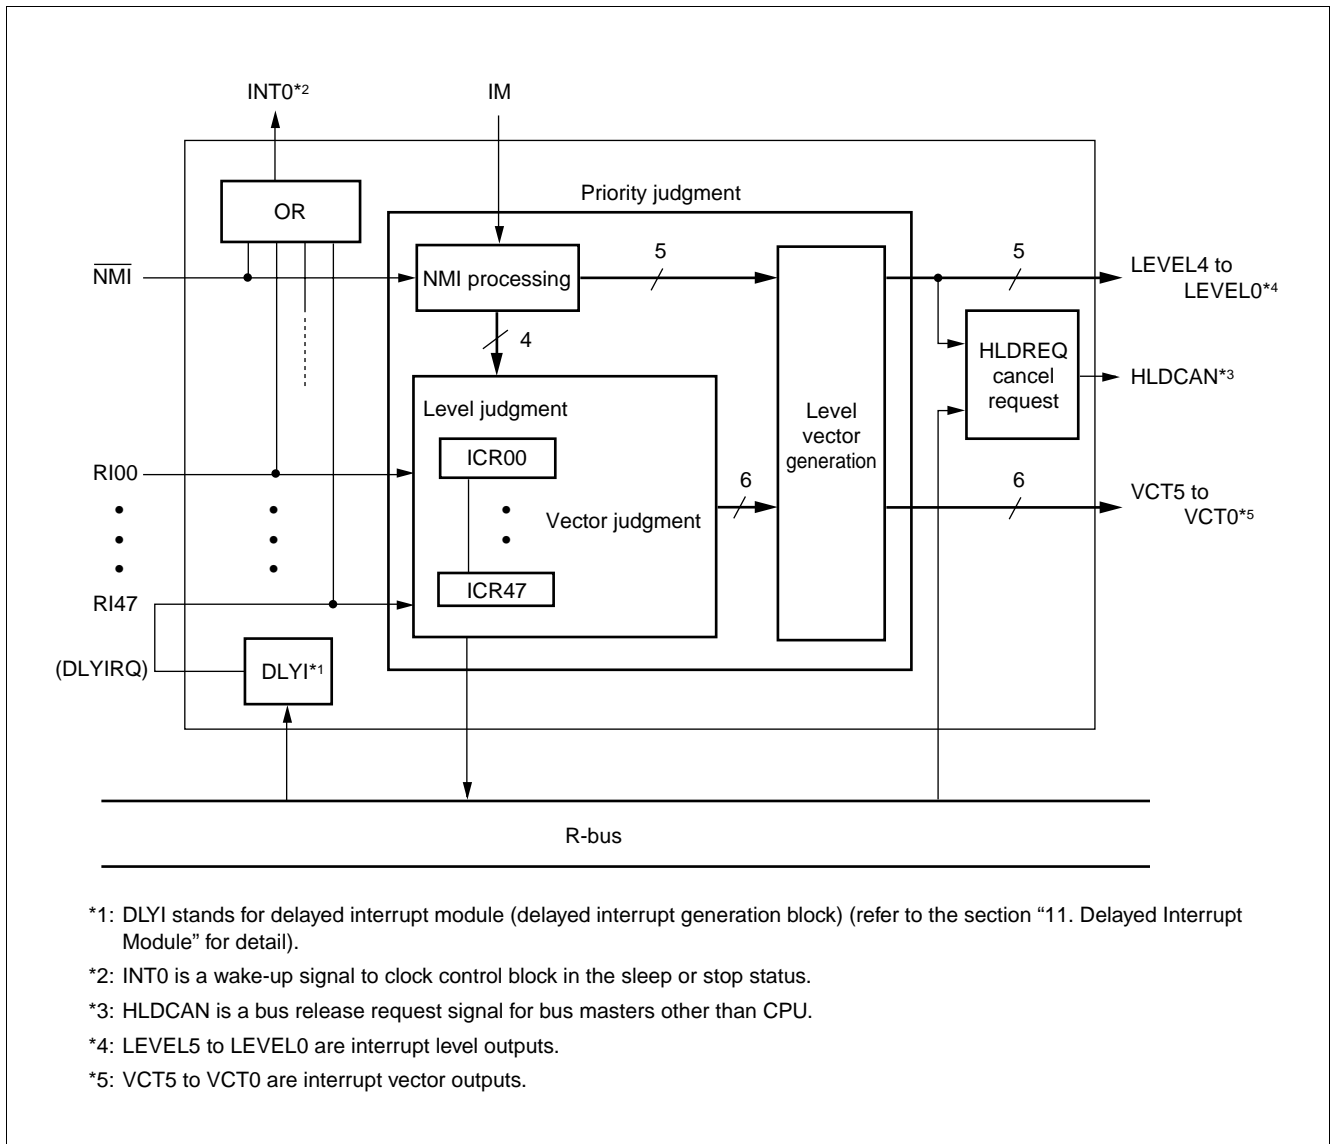 INT0*2
IM
OR
Priority judgment
NMI
NMI processing
5
5
LEVEL4 to
LEVEL0*4
4
HLDREQ
cancel
request
HLDCAN*3
Level judgment
ICR00
Level
vector
generation
RI00
6
6
VCT5 to
VCT0*5
Vector judgment
ICR47
RI47
(DLYIRQ)
DLYI*1
R-bus
*1: DLYI stands for delayed interrupt module (delayed interrupt generation block) (refer to the section “11. Delayed Interrupt
Module” for detail).
*2: INT0 is a wake-up signal to clock control block in the sleep or stop status.
*3: HLDCAN is a bus release request signal for bus masters other than CPU.
*4: LEVEL5 to LEVEL0 are interrupt level outputs.
*5: VCT5 to VCT0 are interrupt vector outputs.